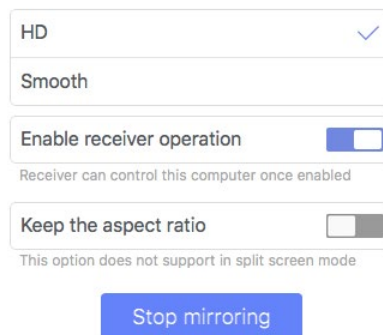 HD
Smooth
Enable receiver operation
Receiver can control this computer once enabled
Keep the aspect ratio
This option does not support in split screen mode
Stop mirroring